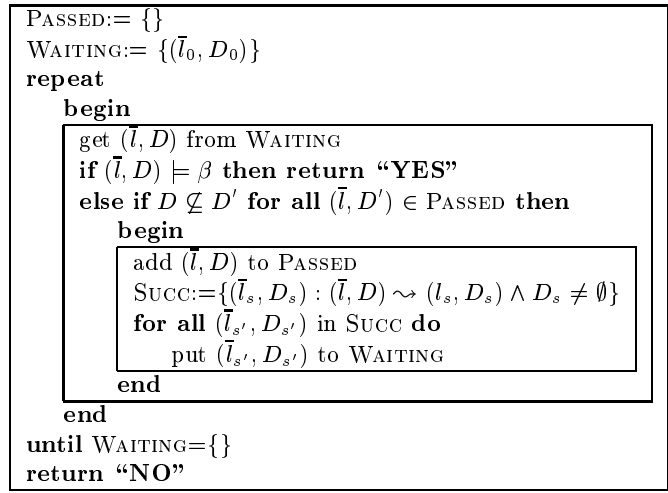 PASSED:= {}
WAITING:= {(l̅₀, D₀)}
repeat
begin
get (l̅, D) from WAITING
if (l̅, D) ⊨ β then return “YES”
else if D ⊈ D′ for all (l̅, D′) ∈ PASSED then
begin
add (l̅, D) to PASSED
SUCC:={(l̅ₛ, Dₛ) : (l̅, D) ⇝ (lₛ, Dₛ) ∧ Dₛ ≠ ∅}
for all (l̅ₛ′, Dₛ′) in SUCC do
put (l̅ₛ′, Dₛ′) to WAITING
end
end
until WAITING={}
return “NO”